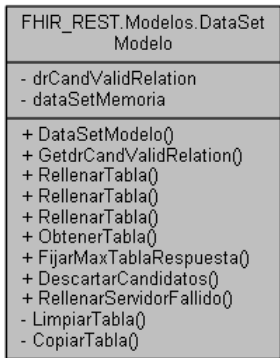 FHIR_REST.Modelos.DataSet
Modelo
- drCandValidRelation
- dataSetMemoria
+ DataSetModelo()
+ GetdrCandValidRelation()
+ RellenarTabla()
+ RellenarTabla()
+ RellenarTabla()
+ ObtenerTabla()
+ FijarMaxTablaRespuesta()
+ DescartarCandidatos()
+ RellenarServidorFallido()
- LimpiarTabla()
- CopiarTabla()